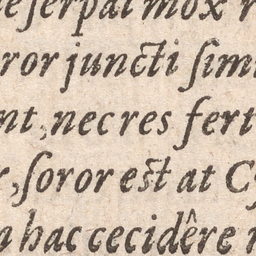 ſerpat mox
ror juncti ſimi
nt, nec res fert
r, ſoror est at C
hac cecidêre